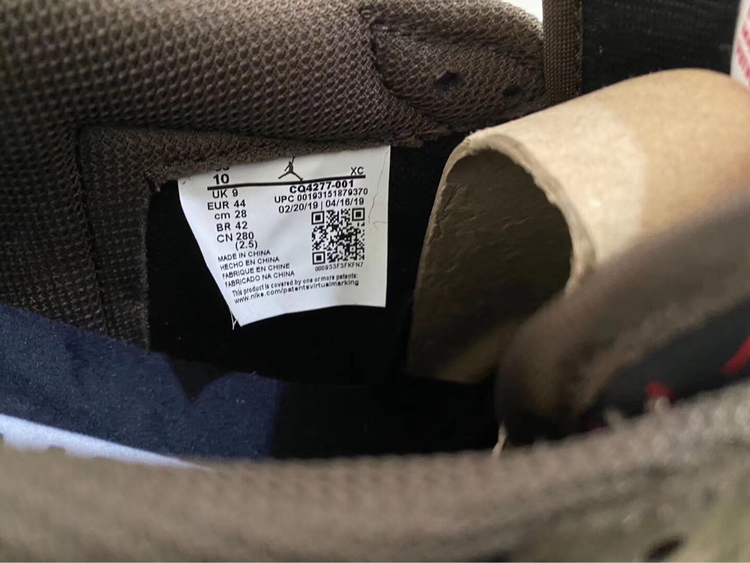 10
XC
UK 9
EUR 44
cm 28
BR 42
CN 280
(2.5)
CQ4277-001
UPC 00193151879370
02/20/19 | 04/16/19
MADE IN CHINA
HECHO EN CHINA
FABRIQUE EN CHINE
FABRICADO NA CHINA
This product is covered by one or more patents:
www.nike.com/patentsvirtualmarking